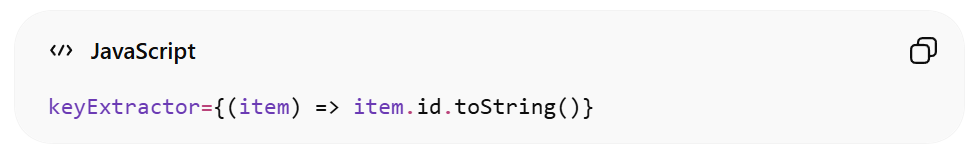 </> JavaScript
keyExtractor={(item) => item.id.toString()}